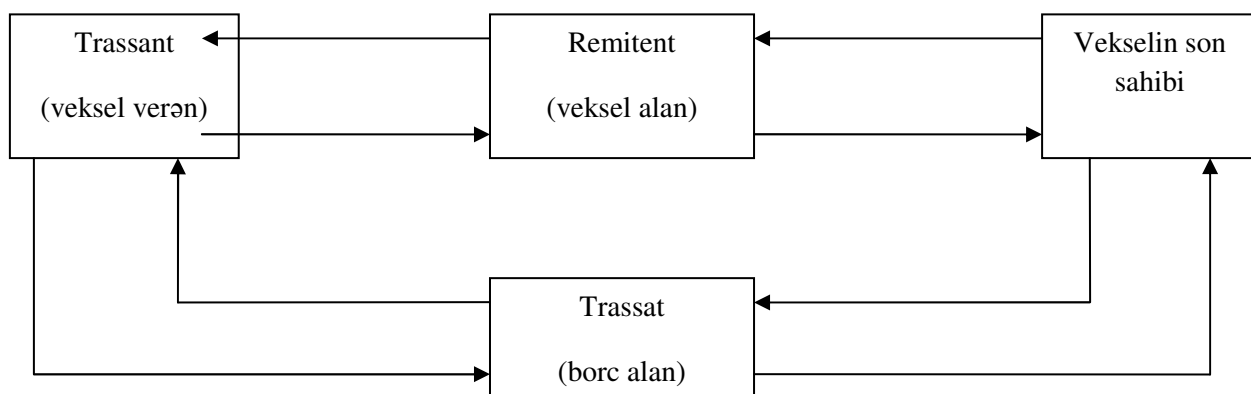 Trassant
(veksel verən)
Remitent
(veksel alan)
Vekselin son
sahibi
Trassat
(borc alan)